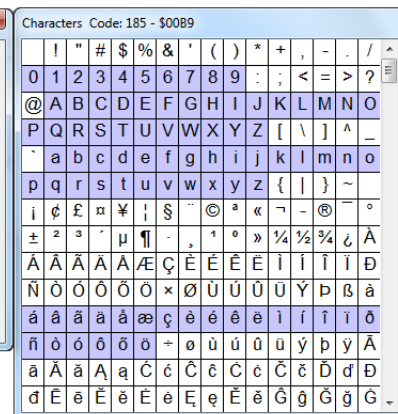 Characters Code: 185 - $00B9
! " # $ % & ' ( ) * + , - . /
0 1 2 3 4 5 6 7 8 9 : ; < = > ?
@ A B C D E F G H I J K L M N O
P Q R S T U V W X Y Z [ \ ] ^ _
` a b c d e f g h i j k l m n o
p q r s t u v w x y z { | } ~
¡ ¢ £ ¤ ¥ ¦ § ¨ © ª « ¬ - ® ¯ °
± ² ³ ´ µ ¶ · ¸ ¹ º » ¼ ½ ¾ ¿ À
Á Â Ã Ä Å Æ Ç È É Ê Ë Ì Í Î Ï Ð
Ñ Ò Ó Ô Õ Ö × Ø Ù Ú Û Ü Ý Þ ß à
á â ã ä å æ ç è é ê ë ì í î ï ð
ñ ò ó ô õ ö ÷ ø ù ú û ü ý þ ÿ Ā
ā Ă ă Ą ą Ć ć Ĉ ĉ Ċ ċ Č č Ď ď Đ
đ Ē ē Ĕ ĕ Ė ė Ę ę Ě ě Ĝ ĝ Ğ ğ Ġ